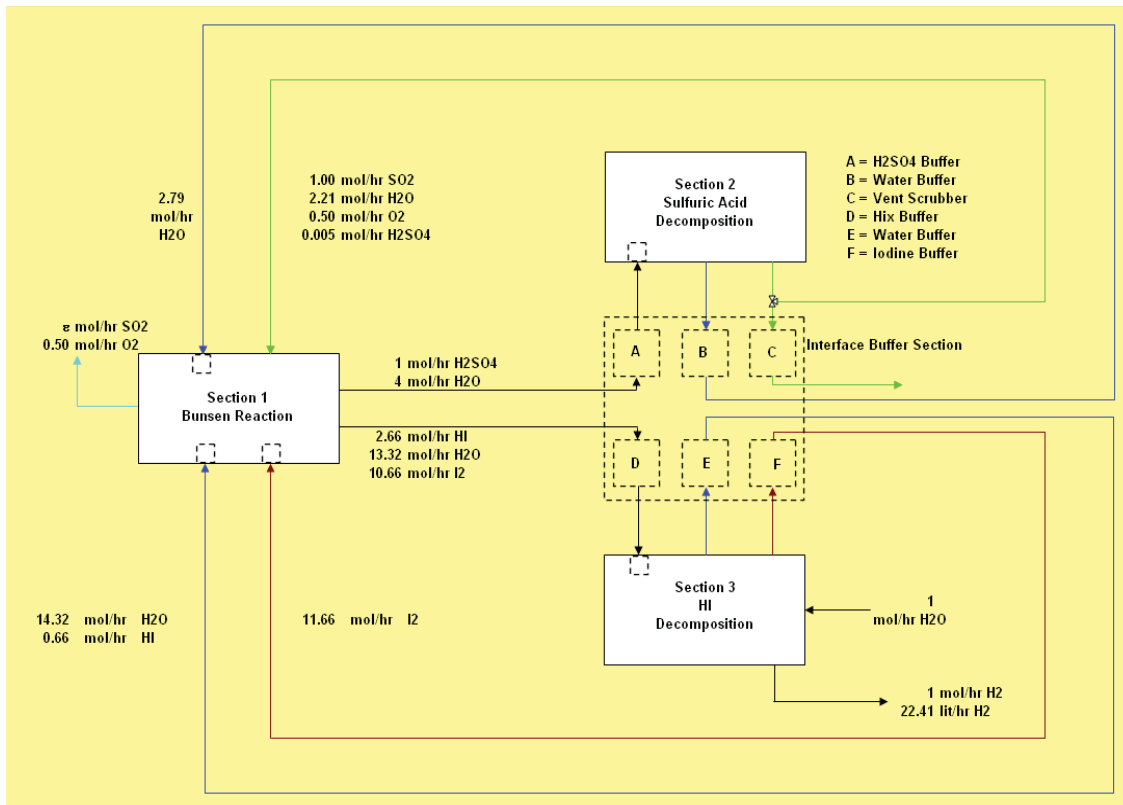 2.79
mol/hr
H2O
1.00 mol/hr SO2
2.21 mol/hr H2O
0.50 mol/hr O2
0.005 mol/hr H2SO4
Section 2
Sulfuric Acid
Decomposition
A = H2SO4 Buffer
B = Water Buffer
C = Vent Scrubber
D = Hix Buffer
E = Water Buffer
F = Iodine Buffer
ε mol/hr SO2
0.50 mol/hr O2
Section 1
Bunsen Reaction
1 mol/hr H2SO4
4 mol/hr H2O
2.66 mol/hr HI
13.32 mol/hr H2O
10.66 mol/hr I2
A
B
C
Interface Buffer Section
D
E
F
Section 3
HI
Decomposition
14.32 mol/hr H2O
0.66 mol/hr HI
11.66 mol/hr I2
1
mol/hr H2O
1 mol/hr H2
22.41 lit/hr H2